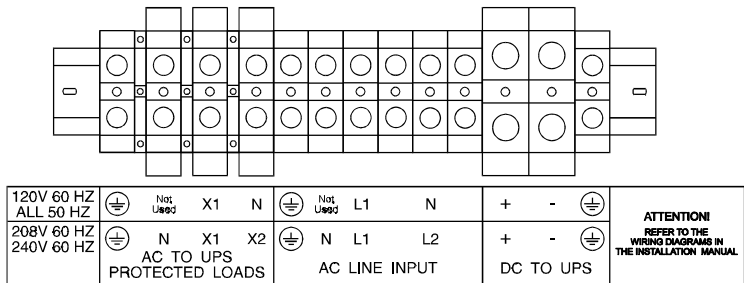 120V 60 HZ
ALL 50 HZ
Not
Used X1 N
Not
Used L1 N
+ -
208V 60 HZ
240V 60 HZ
N X1 X2
N L1 L2
+ -
AC TO UPS
PROTECTED LOADS
AC LINE INPUT
DC TO UPS
ATTENTION!
REFER TO THE
WIRING DIAGRAMS IN
THE INSTALLATION MANUAL